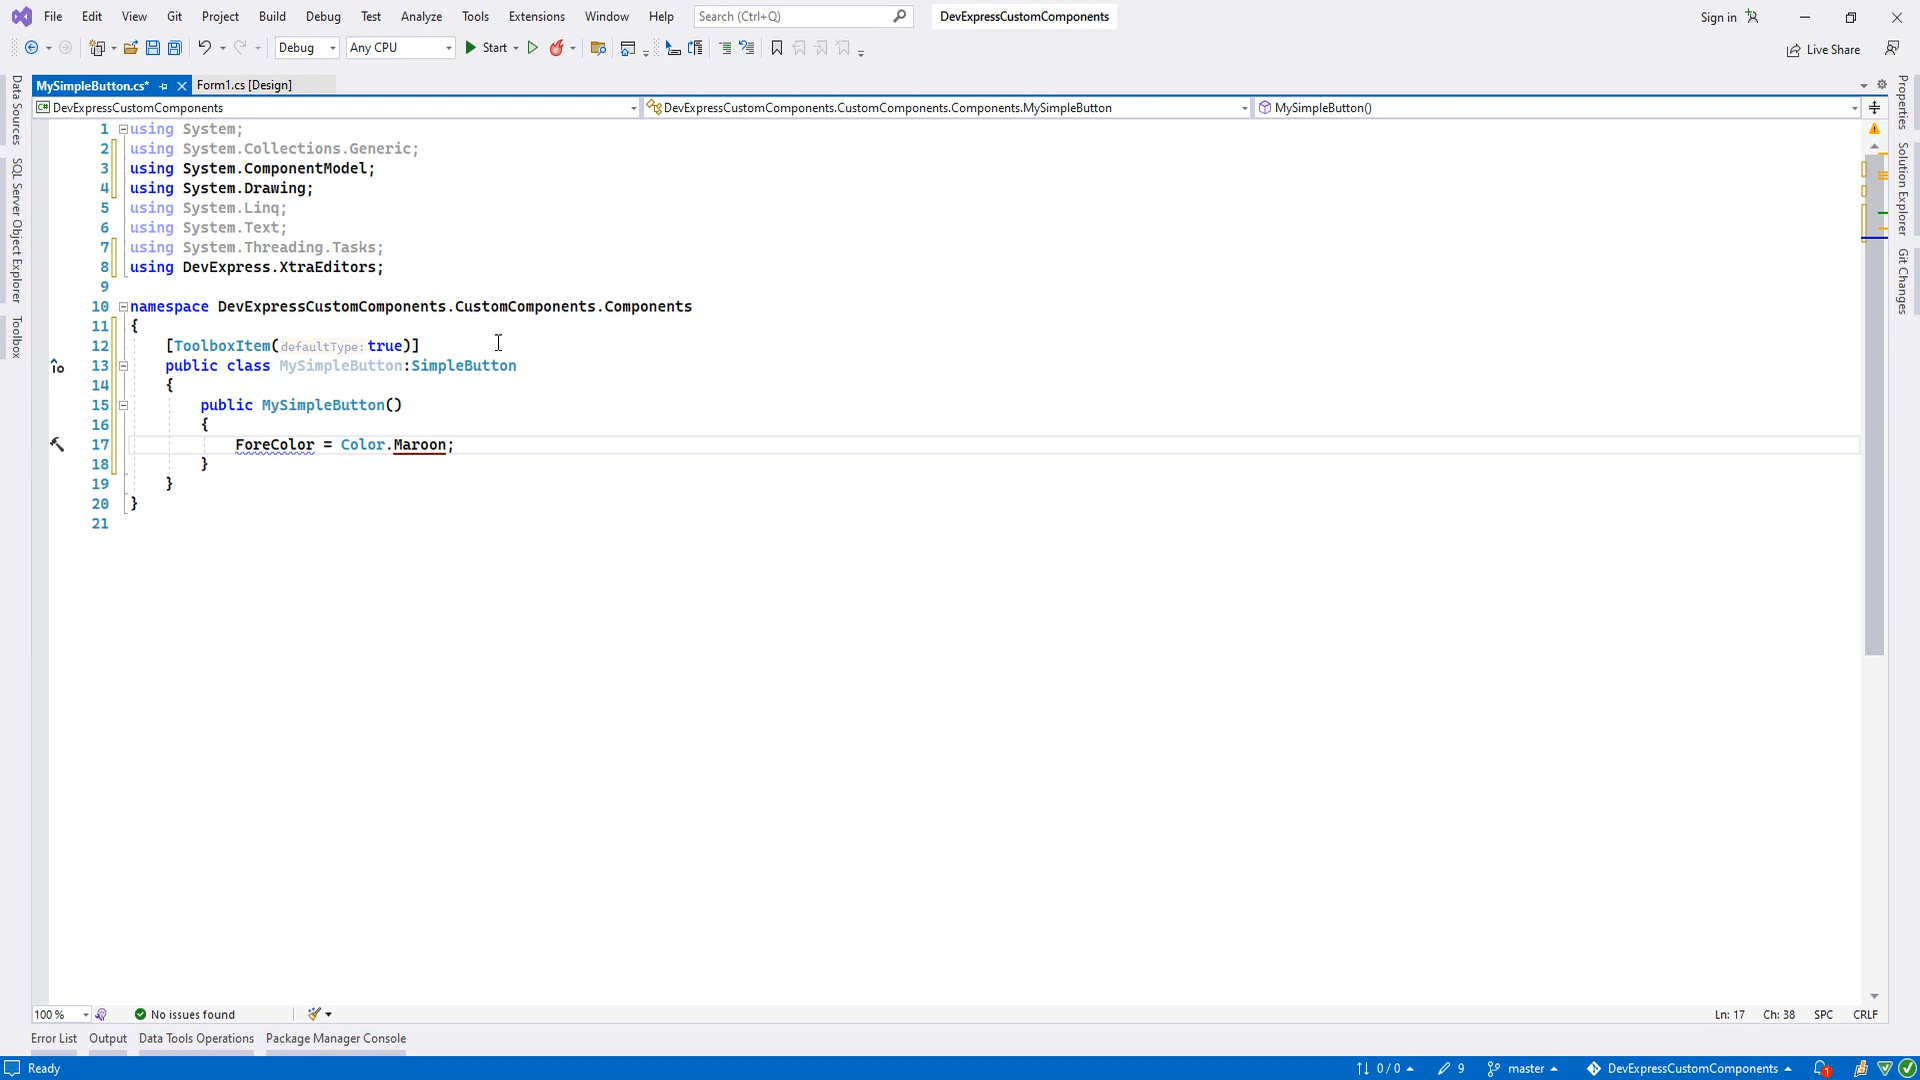 File Edit View Git Project Build Debug Test Analyze Tools Extensions Window Help Search (Ctrl+Q) DevExpressCustomComponents Sign in
Debug Any CPU Start Live Share
MySimpleButton.cs* Form1.cs [Design]
C# DevExpressCustomComponents DevExpressCustomComponents.CustomComponents.Components.MySimpleButton MySimpleButton()
Data Sources
SQL Server Object Explorer
Toolbox
1 using System;
2 using System.Collections.Generic;
3 using System.ComponentModel;
4 using System.Drawing;
5 using System.Linq;
6 using System.Text;
7 using System.Threading.Tasks;
8 using DevExpress.XtraEditors;
9
10 namespace DevExpressCustomComponents.CustomComponents.Components
11 {
12 [ToolboxItem(defaultType: true)]
13 public class MySimpleButton:SimpleButton
14 {
15 public MySimpleButton()
16 {
17 ForeColor = Color.Maroon;
18 }
19 }
20 }
21
Properties
Solution Explorer
Git Changes
100 % No issues found Ln: 17 Ch: 38 SPC CRLF
Error List Output Data Tools Operations Package Manager Console
Ready 0 / 0 9 master DevExpressCustomComponents 1